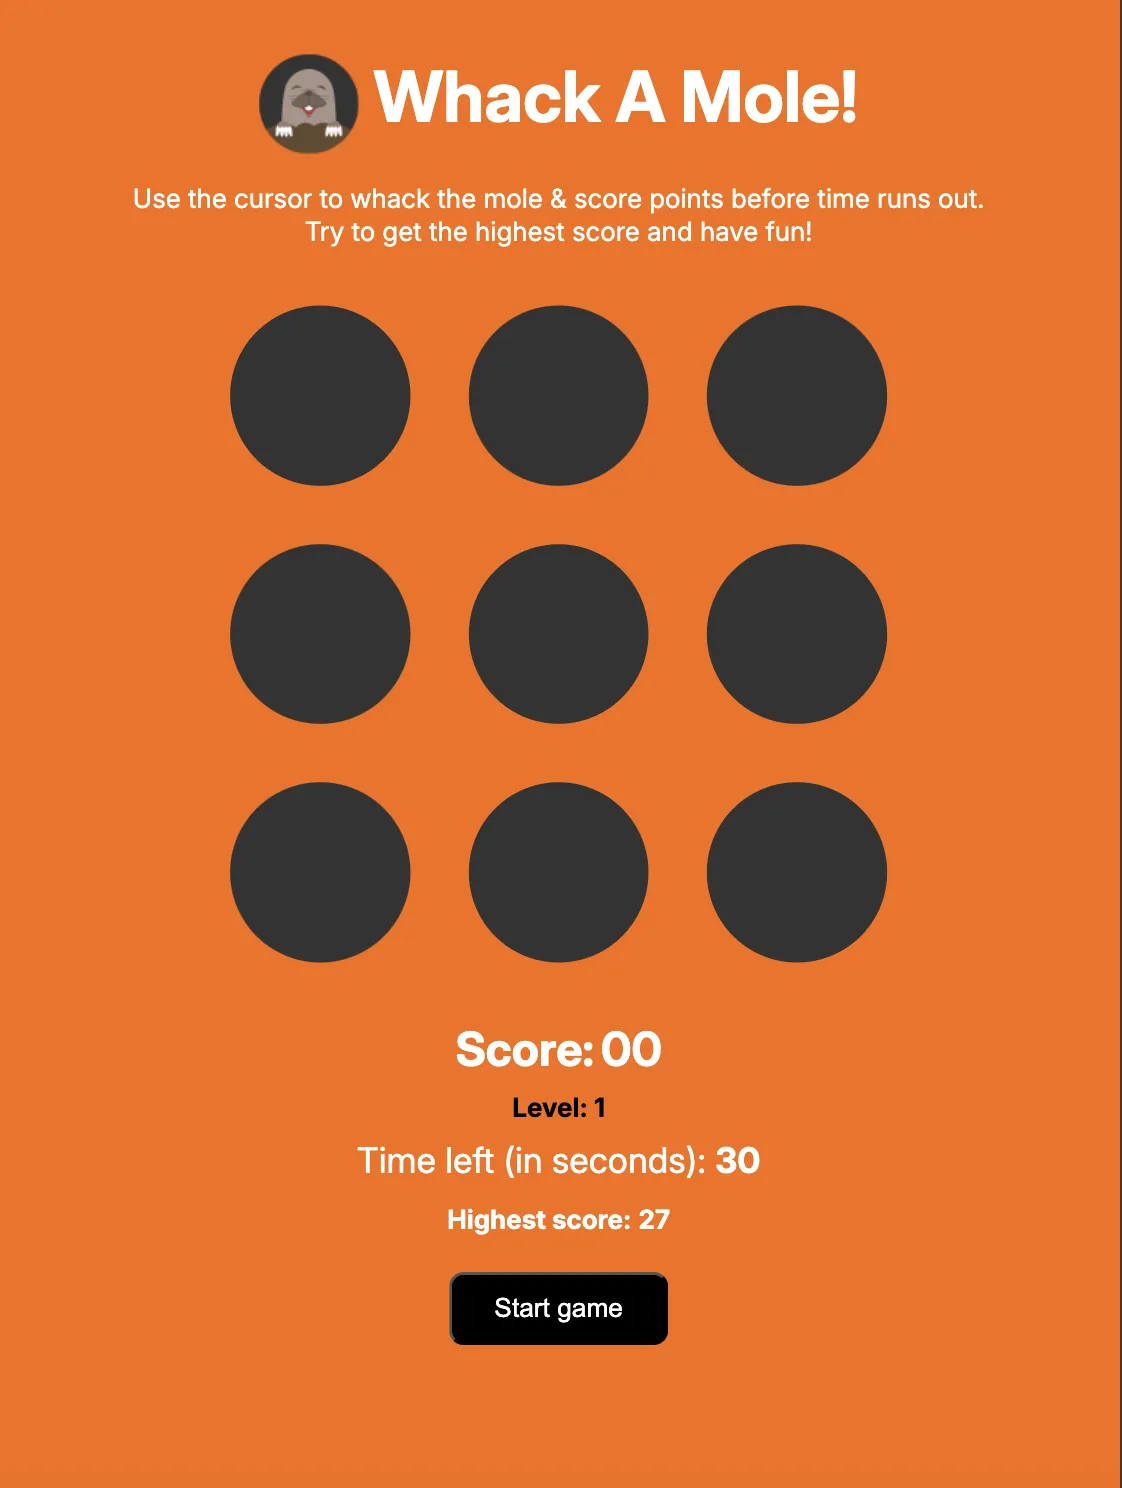 Whack A Mole!
Use the cursor to whack the mole & score points before time runs out.
Try to get the highest score and have fun!
Score: 00
Level: 1
Time left (in seconds): 30
Highest score: 27
Start game